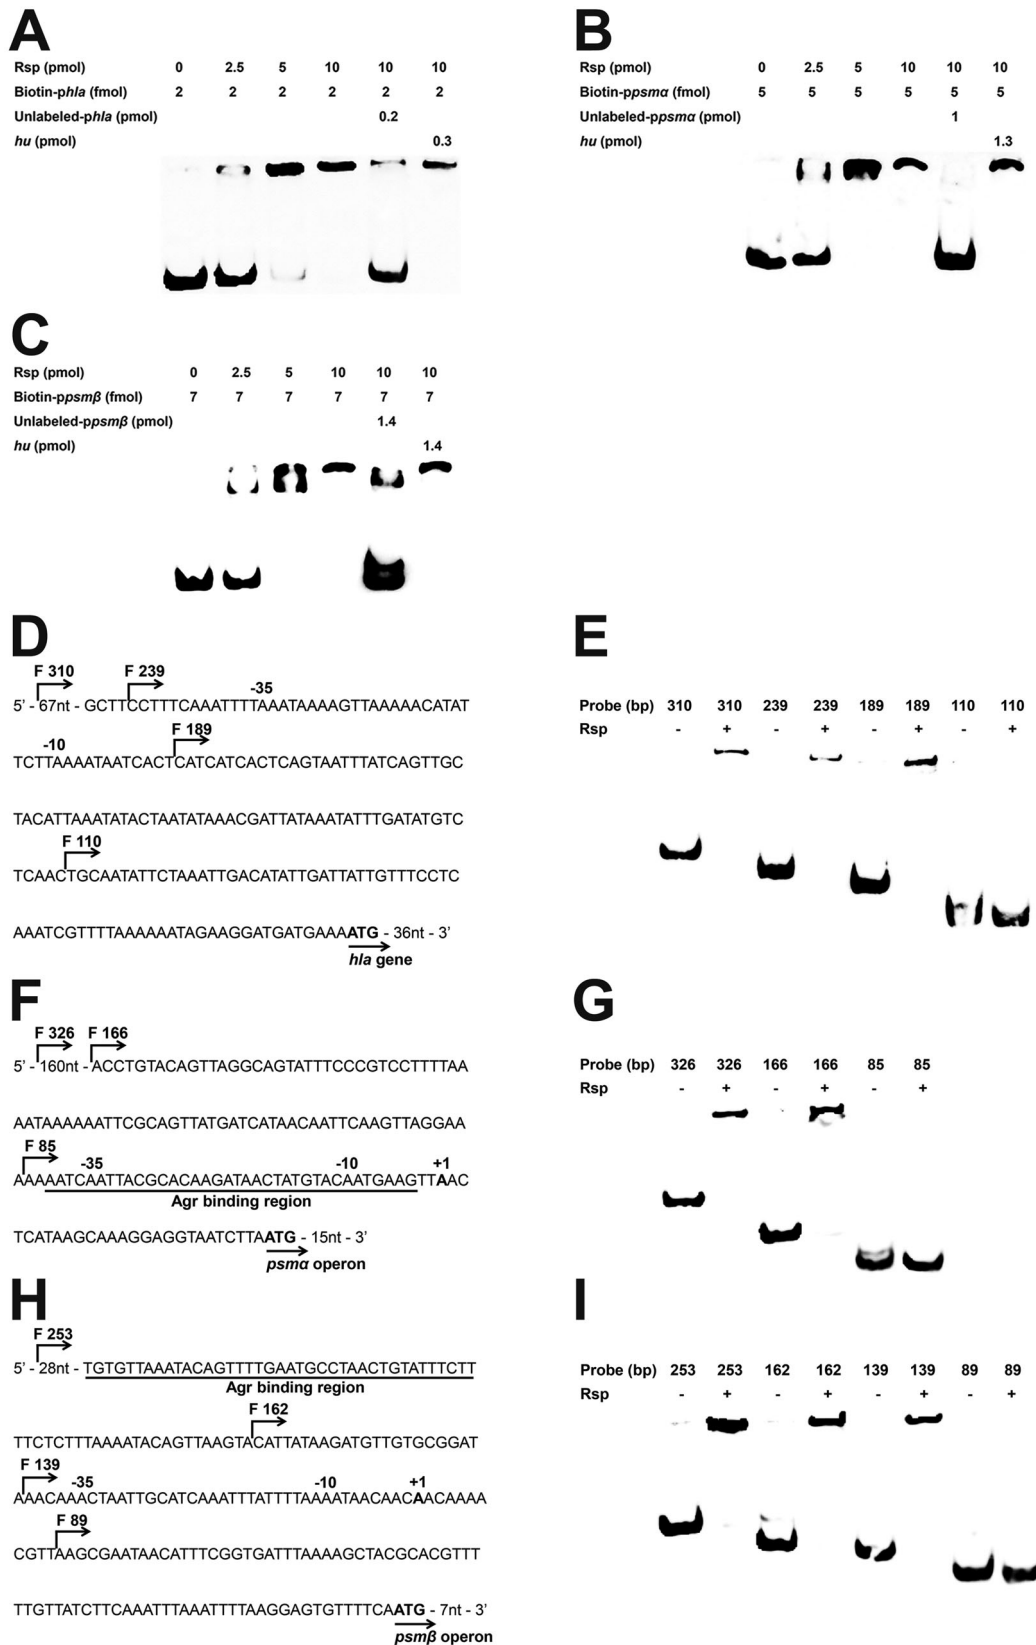 A
Rsp (pmol) 0 2.5 5 10 10 10
Biotin-phla (fmol) 2 2 2 2 2 2
Unlabeled-phla (pmol) 0.2
hu (pmol) 0.3
B
Rsp (pmol) 0 2.5 5 10 10 10
Biotin-ppsmα (fmol) 5 5 5 5 5 5
Unlabeled-ppsmα (pmol) 1
hu (pmol) 1.3
C
Rsp (pmol) 0 2.5 5 10 10 10
Biotin-ppsmβ (fmol) 7 7 7 7 7 7
Unlabeled-ppsmβ (pmol) 1.4
hu (pmol) 1.4
D
F 310 F 239
-35
5' - 67nt - GCTTCCTTTCAAATTTTAAATAAAAGTTAAAAACATAT
F 189
-10
TCTTAAAATAATCACTCATCATCACTCAGTAATTTATCAGTTGC
TACATTAAATATACTAATATAAACGATTATAAATATTTGATATGTC
F 110
TCAACTGCAATATTCTAAATTGACATATTGATTATTGTTTCCTC
AAATCGTTTTAAAAAATAGAAGGATGATGAAAATG - 36nt - 3'
hla gene
E
Probe (bp) 310 310 239 239 189 189 110 110
Rsp - + - + - + - +
F
F 326 F 166
5' - 160nt - ACCTGTACAGTTAGGCAGTATTTCCCGTCCTTTTAA
AATAAAAAATTCGCAGTTATGATCATAACAATTCAAGTTAGGAA
F 85
-35 -10 +1
AAAAATCAATTACGCACAAGATAACTATGTACAATGAAGTTAAC
Agr binding region
TCATAAGCAAAGGAGGTAATCTTAATG - 15nt - 3'
psmα operon
G
Probe (bp) 326 326 166 166 85 85
Rsp - + - + - +
H
F 253
5' - 28nt - TGTGTTAAATACAGTTTTGAATGCCTAACTGTATTTCTT
Agr binding region
F 162
TTCTCTTTAAAATACAGTTAAGTACATTATAAGATGTTGTGCGGAT
F 139
-35 -10 +1
AAACAAACTAATTGCATCAAATTTATTTTAAAATAACAACAACAAAA
F 89
CGTTAAGCGAATAACATTTCGGTGATTTAAAAGCTACGCACGTTT
TTGTTATCTTCAAATTTAAATTTTAAGGAGTGTTTTCAATG - 7nt - 3'
psmβ operon
I
Probe (bp) 253 253 162 162 139 139 89 89
Rsp - + - + - + - +